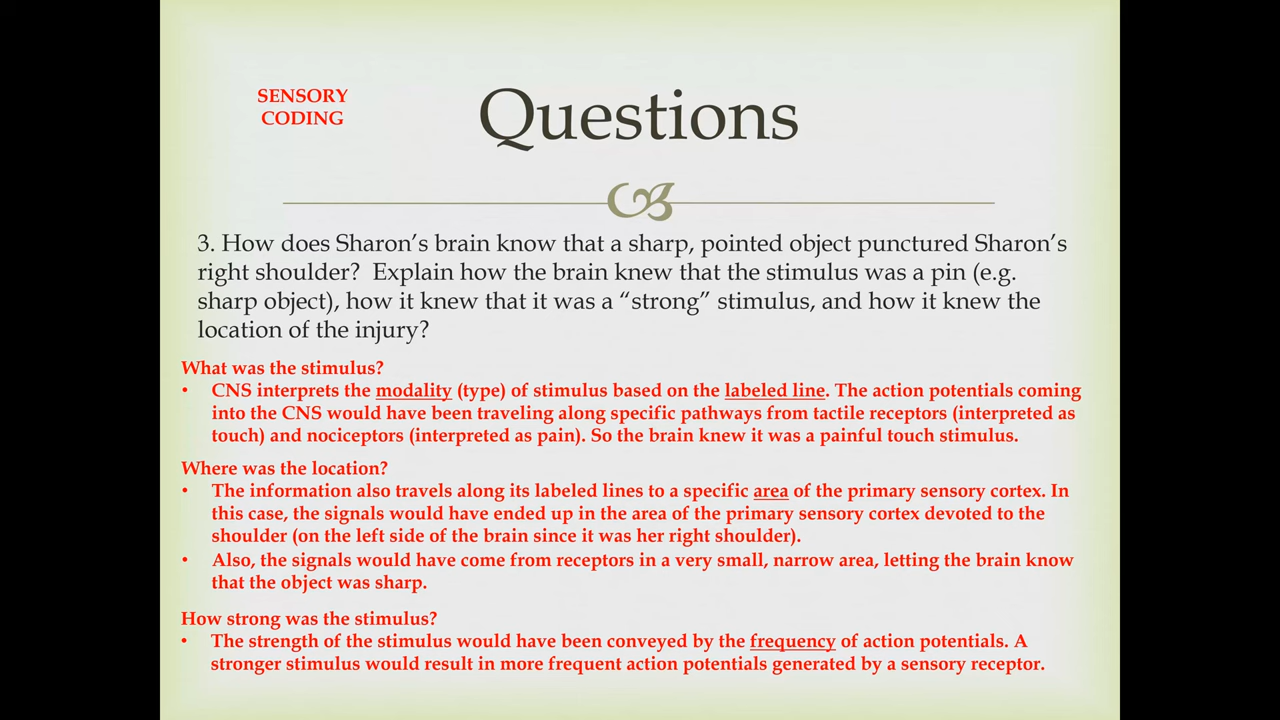 SENSORY
CODING
Questions
3. How does Sharon’s brain know that a sharp, pointed object punctured Sharon’s
right shoulder?  Explain how the brain knew that the stimulus was a pin (e.g.
sharp object), how it knew that it was a “strong” stimulus, and how it knew the
location of the injury?
What was the stimulus?
• CNS interprets the modality (type) of stimulus based on the labeled line. The action potentials coming
into the CNS would have been traveling along specific pathways from tactile receptors (interpreted as
touch) and nociceptors (interpreted as pain). So the brain knew it was a painful touch stimulus.
Where was the location?
• The information also travels along its labeled lines to a specific area of the primary sensory cortex. In
this case, the signals would have ended up in the area of the primary sensory cortex devoted to the
shoulder (on the left side of the brain since it was her right shoulder).
• Also, the signals would have come from receptors in a very small, narrow area, letting the brain know
that the object was sharp.
How strong was the stimulus?
• The strength of the stimulus would have been conveyed by the frequency of action potentials. A
stronger stimulus would result in more frequent action potentials generated by a sensory receptor.